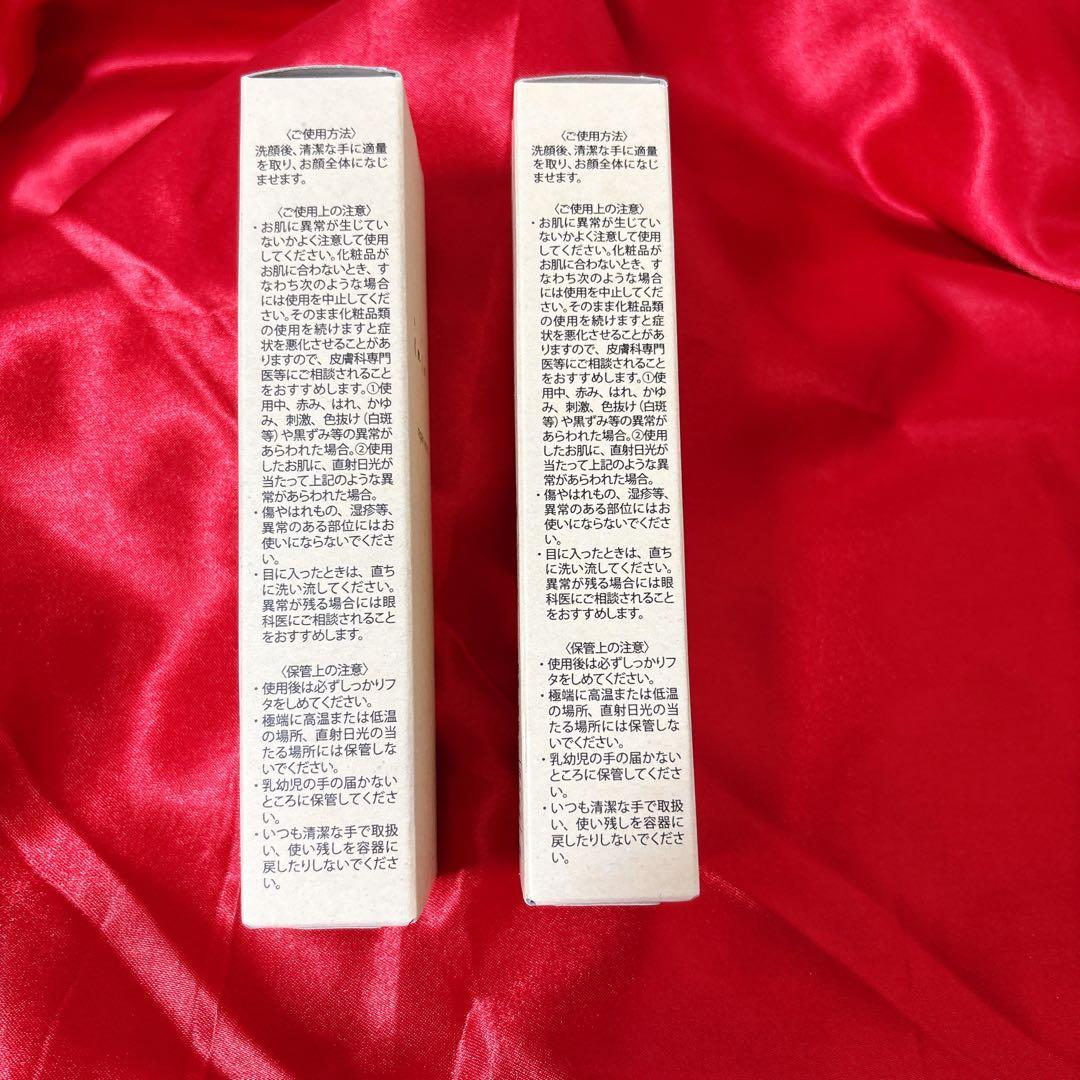 〈ご使用方法〉
洗顔後、清潔な手に適量
を取り、お顔全体になじ
ませます。
〈ご使用上の注意〉
・お肌に異常が生じてい
ないかよく注意して使用
してください。化粧品が
お肌に合わないとき、す
なわち次のような場合
には使用を中止してくだ
さい。そのまま化粧品類
の使用を続けますと症
状を悪化させることがあ
りますので、皮膚科専門
医等にご相談されること
をおすすめします。①使
用中、赤み、はれ、かゆ
み、刺激、色抜け（白斑
等）や黒ずみ等の異常が
あらわれた場合。②使用
したお肌に、直射日光が
当たって上記のような異
常があらわれた場合。
・傷やはれもの、湿疹等、
異常のある部位にはお
使いにならないでくださ
い。
・目に入ったときは、直ち
に洗い流してください。
異常が残る場合には眼
科医にご相談されること
をおすすめします。
〈保管上の注意〉
・使用後は必ずしっかりフ
タをしめてください。
・極端に高温または低温
の場所、直射日光の当
たる場所には保管しな
いでください。
・乳幼児の手の届かない
ところに保管してくださ
い。
・いつも清潔な手で取扱
い、使い残しを容器に
戻したりしないでくださ
い。
〈ご使用方法〉
洗顔後、清潔な手に適量
を取り、お顔全体になじ
ませます。
〈ご使用上の注意〉
・お肌に異常が生じてい
ないかよく注意して使用
してください。化粧品が
お肌に合わないとき、す
なわち次のような場合
には使用を中止してくだ
さい。そのまま化粧品類
の使用を続けますと症
状を悪化させることがあ
りますので、皮膚科専門
医等にご相談されること
をおすすめします。①使
用中、赤み、はれ、かゆ
み、刺激、色抜け（白斑
等）や黒ずみ等の異常が
あらわれた場合。②使用
したお肌に、直射日光が
当たって上記のような異
常があらわれた場合。
・傷やはれもの、湿疹等、
異常のある部位にはお
使いにならないでくださ
い。
・目に入ったときは、直ち
に洗い流してください。
異常が残る場合には眼
科医にご相談されること
をおすすめします。
〈保管上の注意〉
・使用後は必ずしっかりフ
タをしめてください。
・極端に高温または低温
の場所、直射日光の当
たる場所には保管しな
いでください。
・乳幼児の手の届かない
ところに保管してくださ
い。
・いつも清潔な手で取扱
い、使い残しを容器に
戻したりしないでくださ
い。